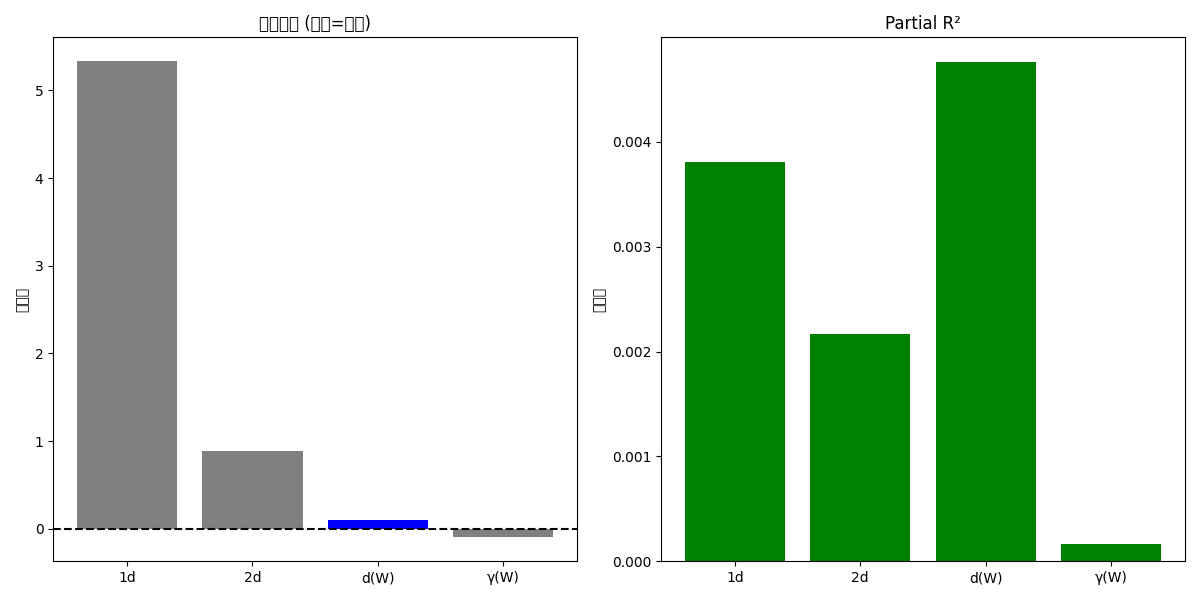 Partial R²
5
4
3
2
1
0
1d
2d
d(W)
γ(W)
0.004
0.003
0.002
0.001
0.000
1d
2d
d(W)
γ(W)